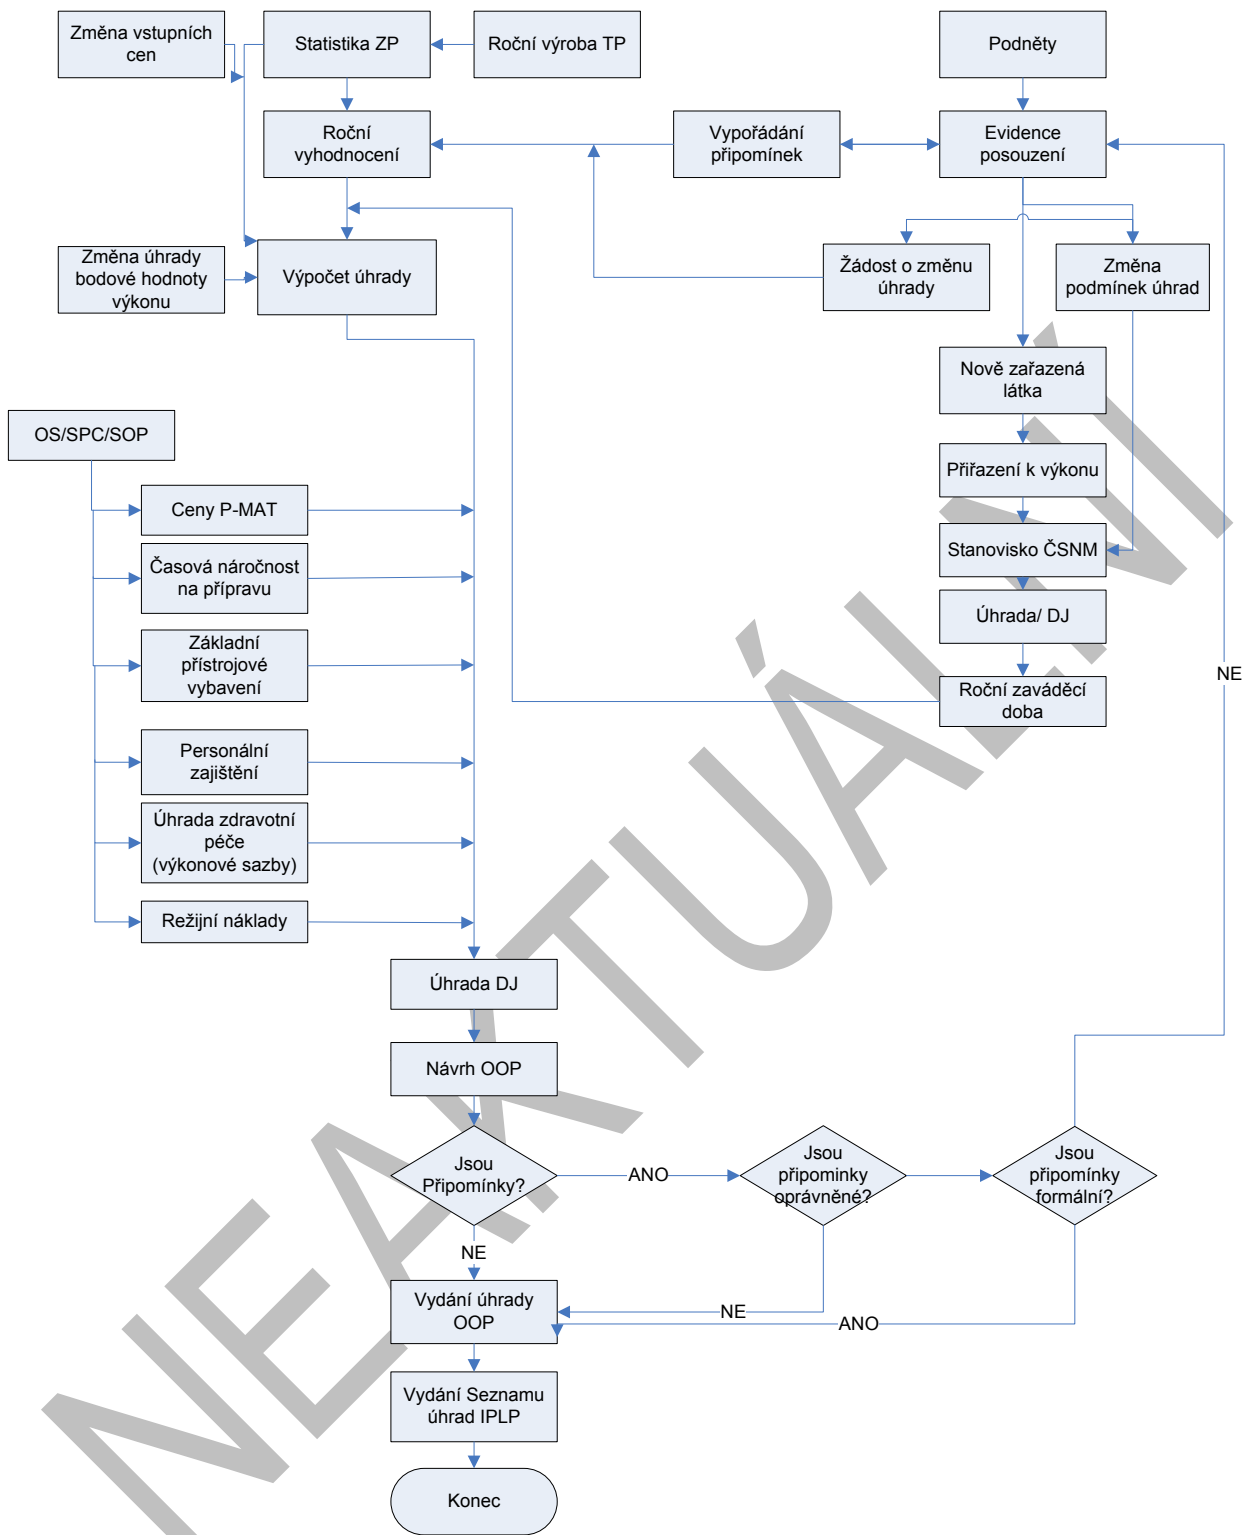 Změna vstupních
cen
Statistika ZP
Roční výroba TP
Podněty
Roční
vyhodnocení
Vypořádání
připomínek
Evidence
posouzení
Změna úhrady
bodové hodnoty
výkonu
Výpočet úhrady
Žádost o změnu
úhrady
Změna
podmínek úhrad
Nově zařazená
látka
OS/SPC/SOP
Přiřazení k výkonu
Ceny P-MAT
Stanovisko ČSNM
Časová náročnost
na přípravu
Úhrada/ DJ
Základní
přístrojové
vybavení
NE
Roční zaváděcí
doba
Personální
zajištění
Úhrada zdravotní
péče
(výkonové sazby)
Režijní náklady
Úhrada DJ
Návrh OOP
Jsou
Připomínky?
ANO
Jsou
připominky
oprávněné?
Jsou
připomínky
formální?
NE
Vydání úhrady
OOP
NE
ANO
Vydání Seznamu
úhrad IPLP
Konec
NEAKTUÁLNÍ